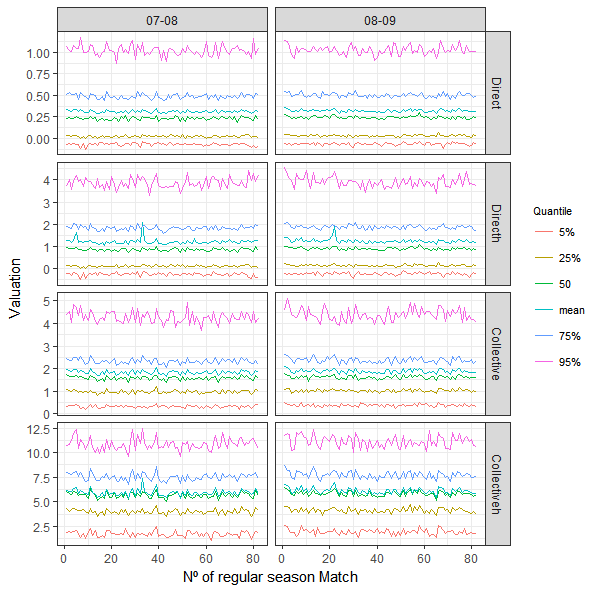 07-08
08-09
Valuation
1.00
0.75
0.50
0.25
0.00
Direct
4
3
2
1
0
Directh
5
4
3
2
1
0
Collective
12.5
10.0
7.5
5.0
2.5
Collectiveh
0 20 40 60 80
0 20 40 60 80
Nº of regular season Match
Quantile
5%
25%
50
mean
75%
95%